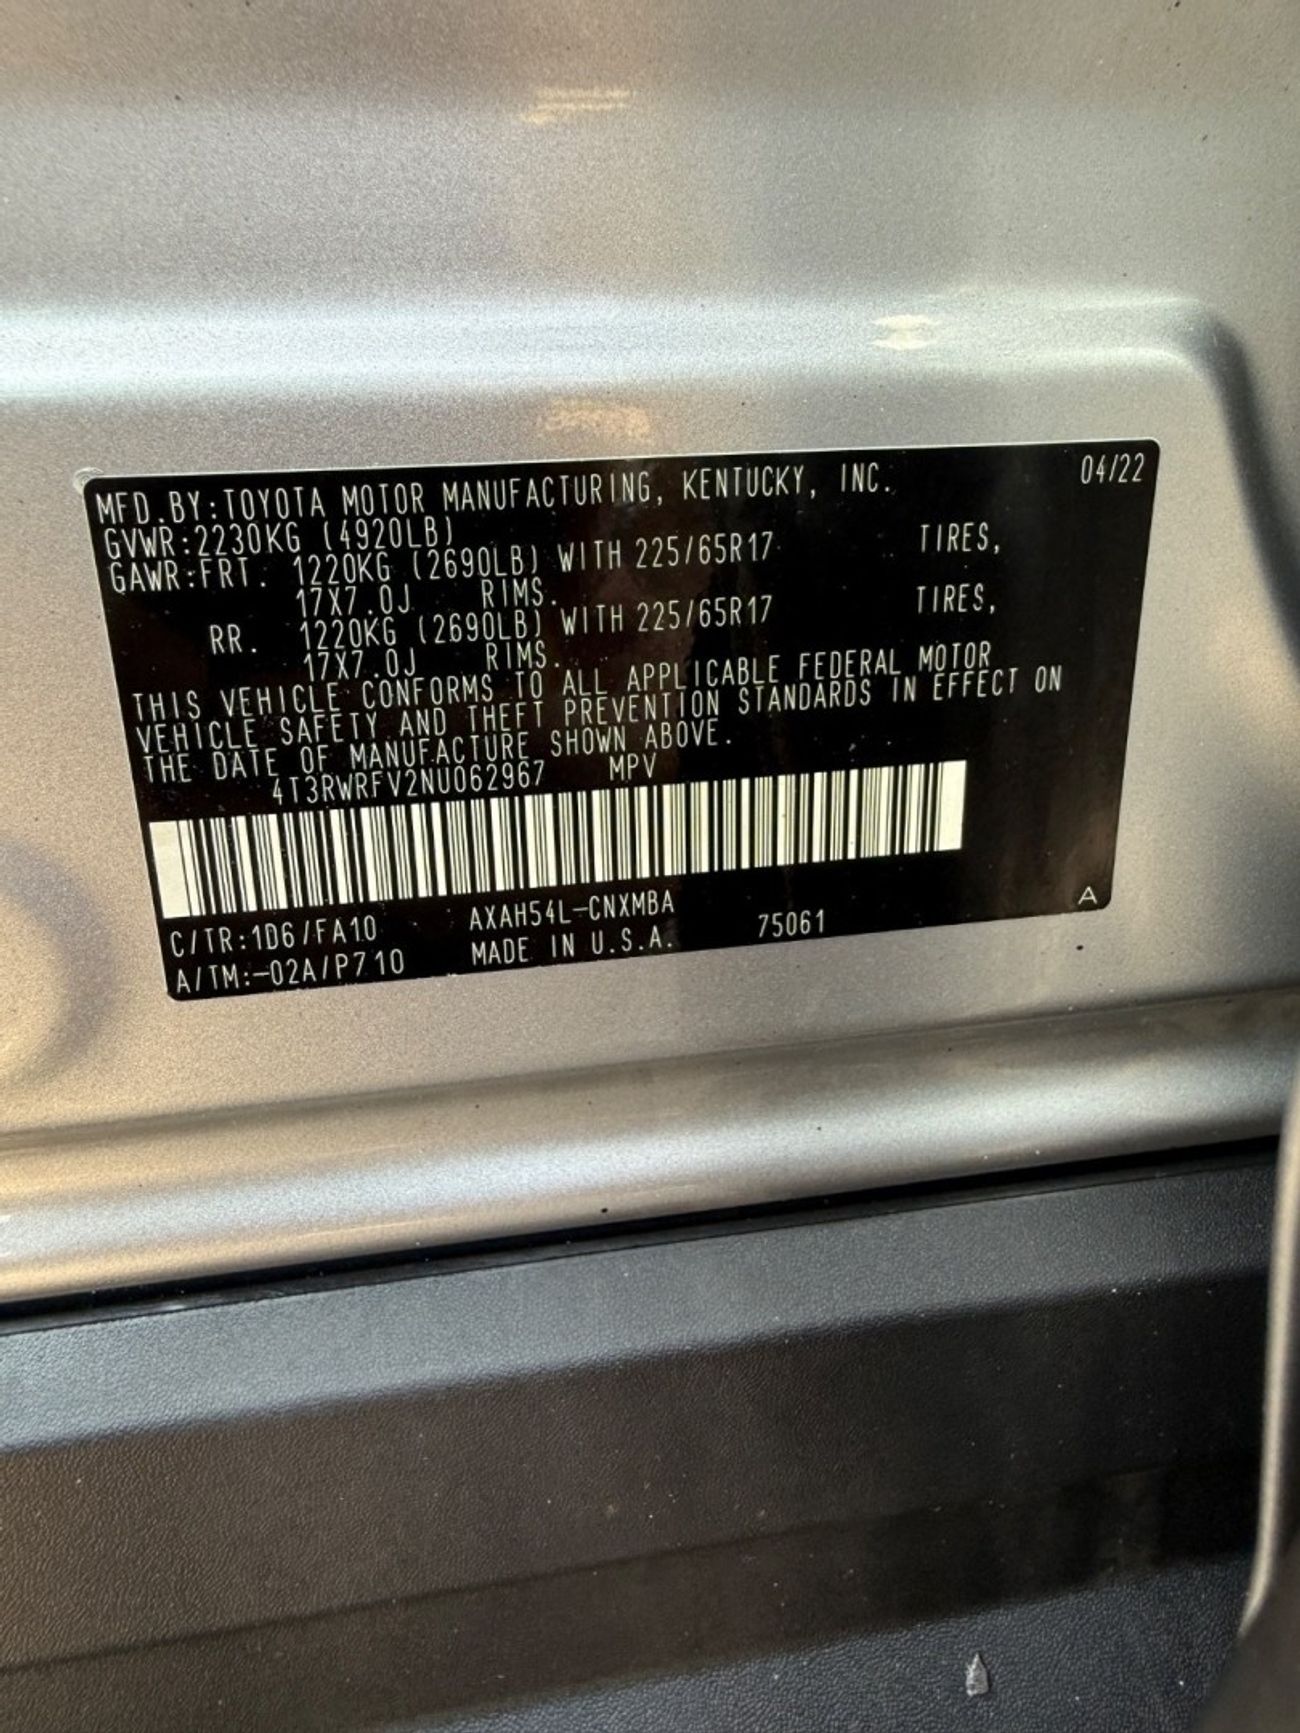 MFD.BY:TOYOTA MOTOR MANUFACTURING, KENTUCKY, INC. 04/22
GVWR:2230KG (4920LB)
GAWR:FRT. 1220KG (2690LB) WITH 225/65R17 TIRES,
17X7.0J RIMS.
RR. 1220KG (2690LB) WITH 225/65R17 TIRES,
17X7.0J RIMS.
THIS VEHICLE CONFORMS TO ALL APPLICABLE FEDERAL MOTOR
VEHICLE SAFETY AND THEFT PREVENTION STANDARDS IN EFFECT ON
THE DATE OF MANUFACTURE SHOWN ABOVE.
4T3RWRFV2NU062967 MPV
C/TR:1D6/FA10 AXAH54L-CNXMBA A
A/TM:-02A/P710 MADE IN U.S.A. 75061